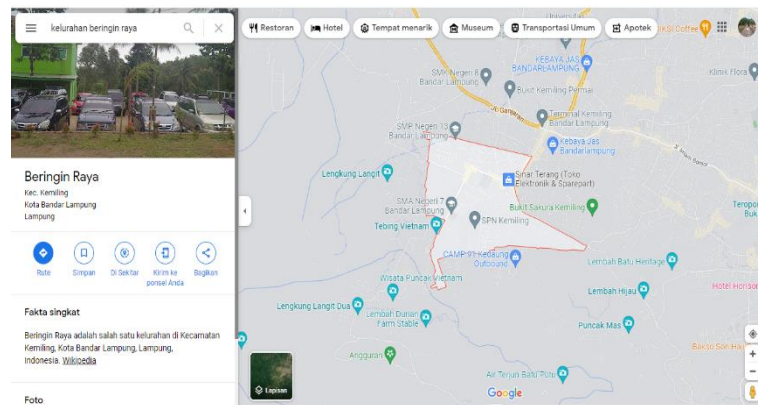 kelurahan beringin raya
Beringin Raya
Kec. Kemiling
Kota Bandar Lampung
Lampung
Rute
Simpan
Di Sekitar
Kirim ke
ponsel Anda
Bagikan
Fakta singkat
Beringin Raya adalah salah satu kelurahan di Kecamatan
Kemiling, Kota Bandar Lampung, Lampung,
Indonesia. Wikipedia
Foto
Restoran
Hotel
Tempat menarik
Museum
Transportasi Umum
Apotek
KEBAYA JAS
BANDARLAMPUNG
SMK Negeri 8
Bandar Lampung
Bukit Kemiling Permai
Klinik Flora
Terminal Kemiling,
Bandar Lampung
SMP Negeri 13
Bandar Lampung
Kebaya Jas
Bandarlampung
Lengkung Langit
Sinar Terang (Toko
Elektronik & Sparepart)
SMA Negeri 7
Bandar Lampung
Bukit Sakura Kemiling
SPN Kemiling
Tebing Vietnam
CAMP 91 Kedaung
Outbound
Lembah Batu Heritage
Wisata Puncak Vietnam
Lembah Hijau
Lengkung Langit Dua
Lembah Durian
Farm Stable
Puncak Mas
Angguran
Air Terjun Batu Putu
Lapisan
Google